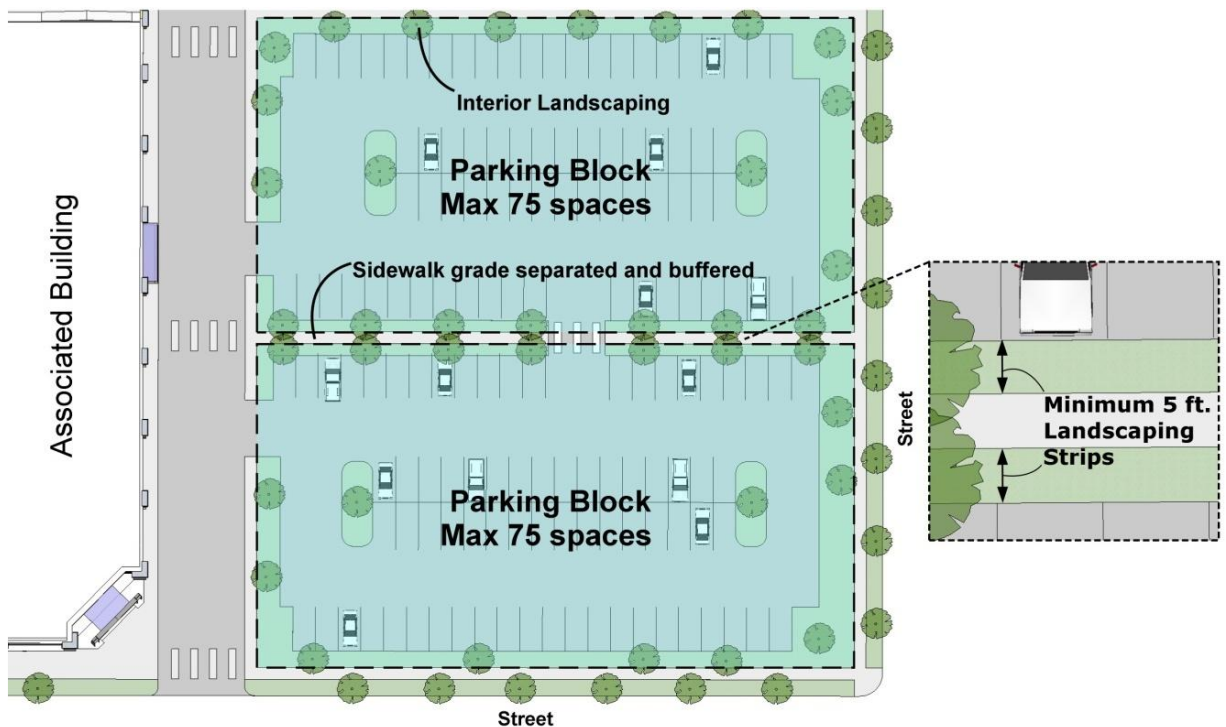 Interior Landscaping
Parking Block
Max 75 spaces
Associated Building
Sidewalk grade separated and buffered
Minimum 5 ft.
Landscaping
Strips
Street
Parking Block
Max 75 spaces
Street